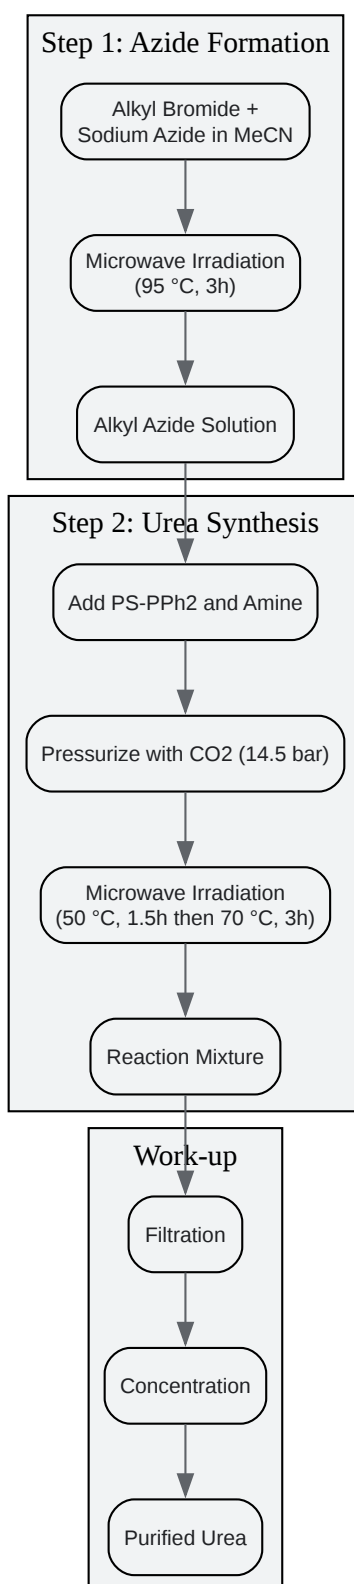 Step 1: Azide Formation
Alkyl Bromide +
Sodium Azide in MeCN
Microwave Irradiation
(95 °C, 3h)
Alkyl Azide Solution
Step 2: Urea Synthesis
Add PS-PPh2 and Amine
Pressurize with CO2 (14.5 bar)
Microwave Irradiation
(50 °C, 1.5h then 70 °C, 3h)
Reaction Mixture
Work-up
Filtration
Concentration
Purified Urea